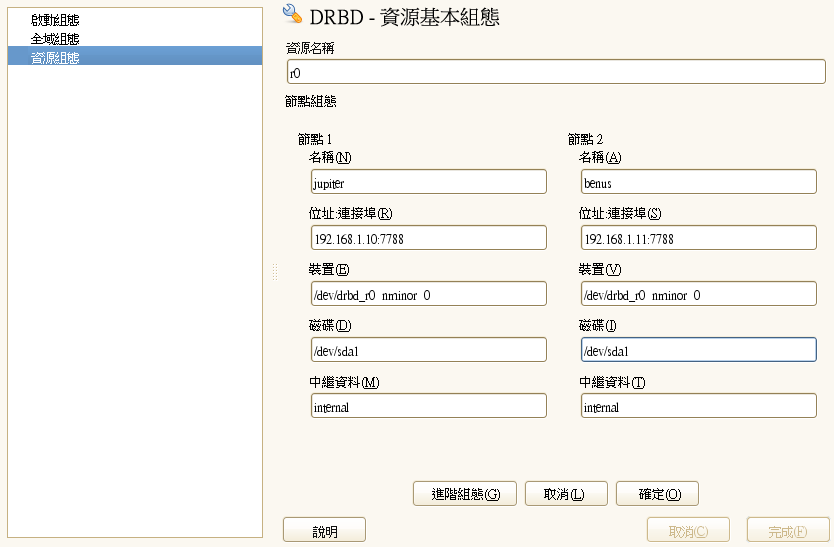 啟動組態
全域組態
資源組態
DRBD - 資源基本組態
資源名稱
r0
節點組態
節點 1
名稱(N)
jupiter
位址:連接埠(R)
192.168.1.10:7788
裝置(E)
/dev/drbd_r0 nminor 0
磁碟(D)
/dev/sda1
中繼資料(M)
internal
節點 2
名稱(A)
benus
位址:連接埠(S)
192.168.1.11:7788
裝置(V)
/dev/drbd_r0 nminor 0
磁碟(I)
/dev/sda1
中繼資料(T)
internal
進階組態(G) 取消(L) 確定(O)
說明 取消(C) 完成(F)